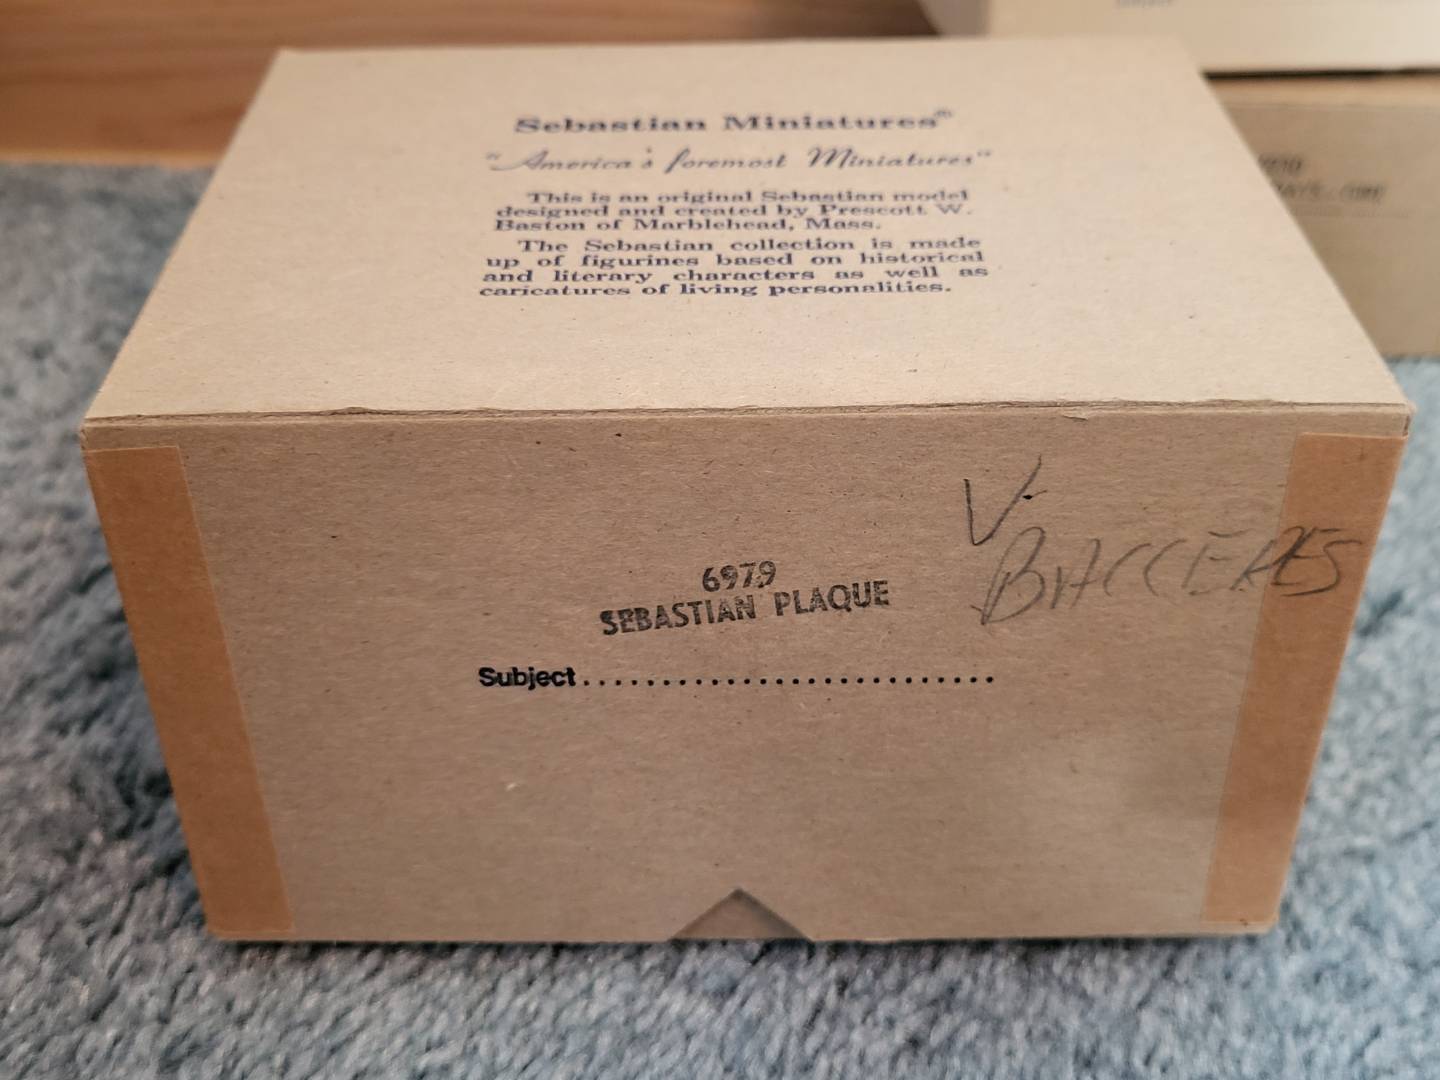 Sebastian Miniatures®
"America's foremost Miniatures"
This is an original Sebastian model
designed and created by Prescott W.
Baston of Marblehead, Mass.
The Sebastian collection is made
up of figurines based on historical
and literary characters as well as
caricatures of living personalities.
6979
SEBASTIAN PLAQUE
Subject...........................
V.